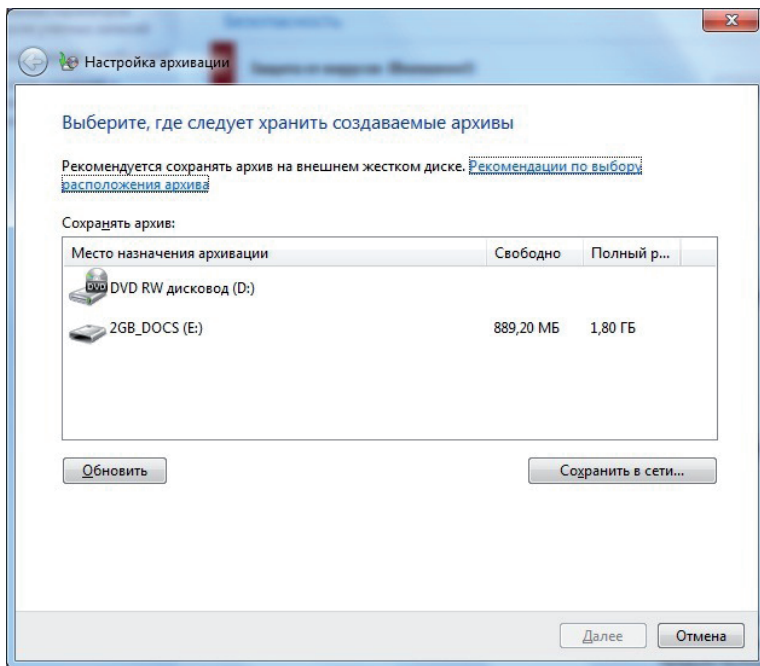 Безопасность
Настройка архивации
Выберите, где следует хранить создаваемые архивы
Рекомендуется сохранять архив на внешнем жестком диске. Рекомендации по выбору
расположения архива
Сохранять архив:
Место назначения архивации Свободно Полный р...
DVD RW дисковод (D:)
2GB_DOCS (E:) 889,20 МБ 1,80 ГБ
Обновить Сохранить в сети...
Далее Отмена